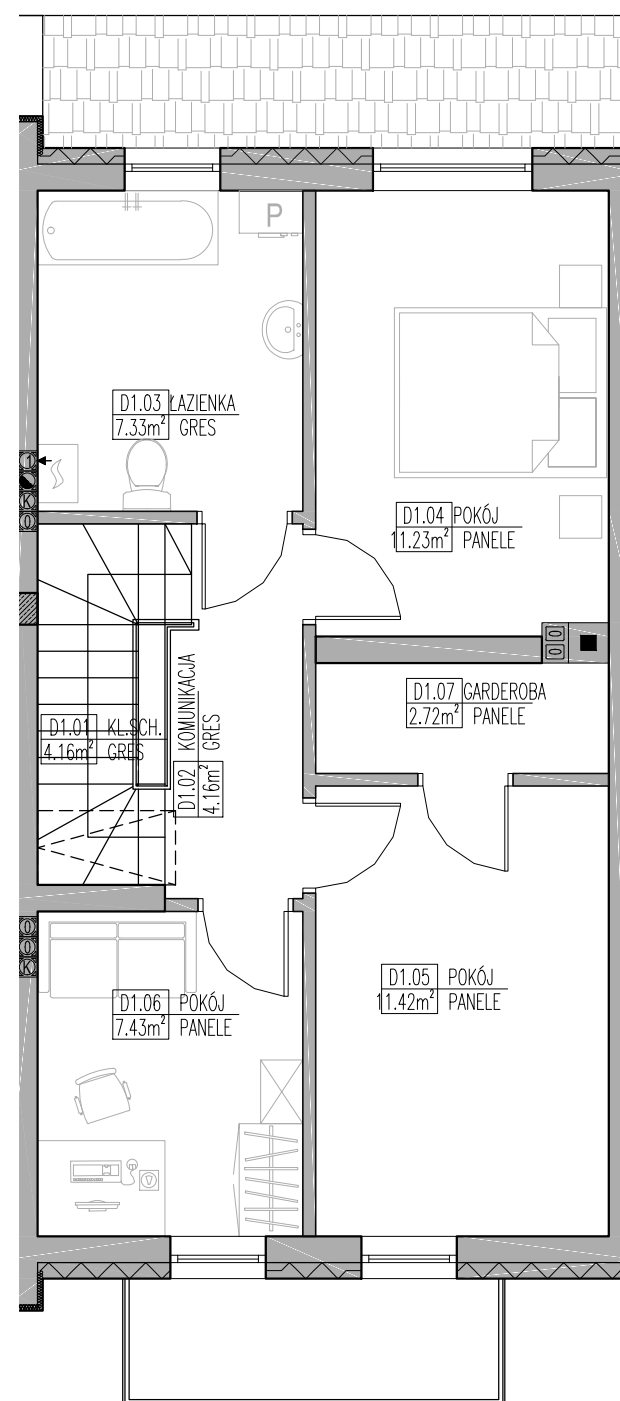 P
D1.03 ŁAZIENKA
7.33m² GRES
1
K
O
D1.04 POKÓJ
11.23m² PANELE
O
O
D1.07 GARDEROBA
2.72m² PANELE
D1.01 KL.SCH.
4.16m² GRES
D1.02 KOMUNIKACJA
4.16m² GRES
O
O
K
D1.05 POKÓJ
11.42m² PANELE
D1.06 POKÓJ
7.43m² PANELE